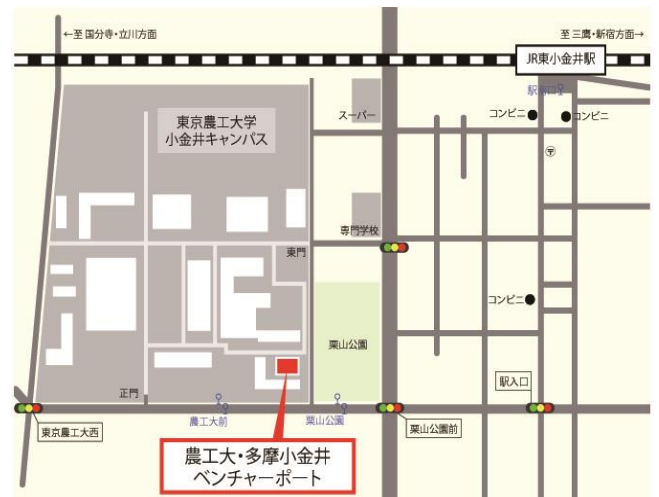 ←至 国分寺・立川方面
至 三鷹・新宿方面→
JR東小金井駅
駅南口
コンビニ
コンビニ
スーパー
東京農工大学
小金井キャンパス
〒
専門学校
東門
コンビニ
栗山公園
正門
駅入口
東京農工大西
農工大前
栗山公園
栗山公園前
農工大・多摩小金井
ベンチャーポート